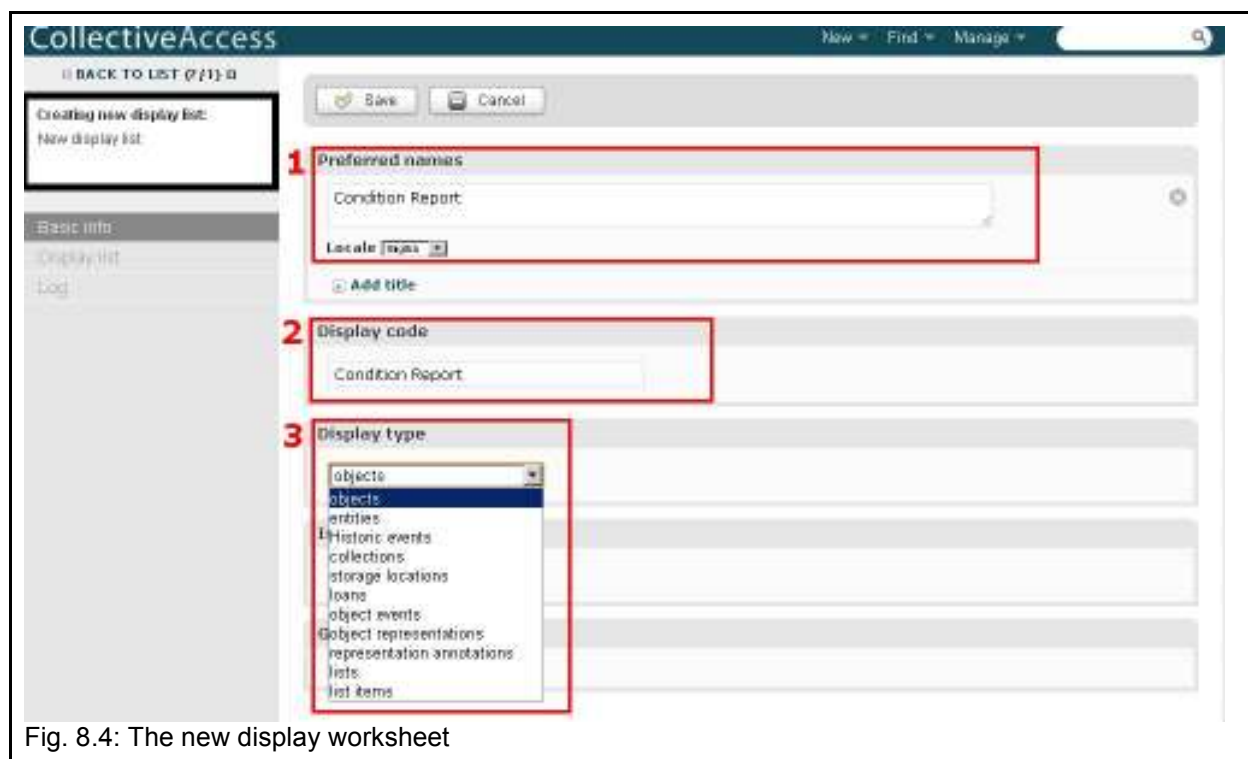 CollectiveAccess
New Find Manage
BACK TO LIST (7/1)
Creating new display list:
New display list
Basic info
Display list
Log
Save Cancel
1 Preferred names
Condition Report
Locale
Add title
2 Display code
Condition Report
3 Display type
objects
objects
entities
Historic events
collections
storage locations
loans
object events
object representations
representation annotations
lists
list items
Fig. 8.4: The new display worksheet